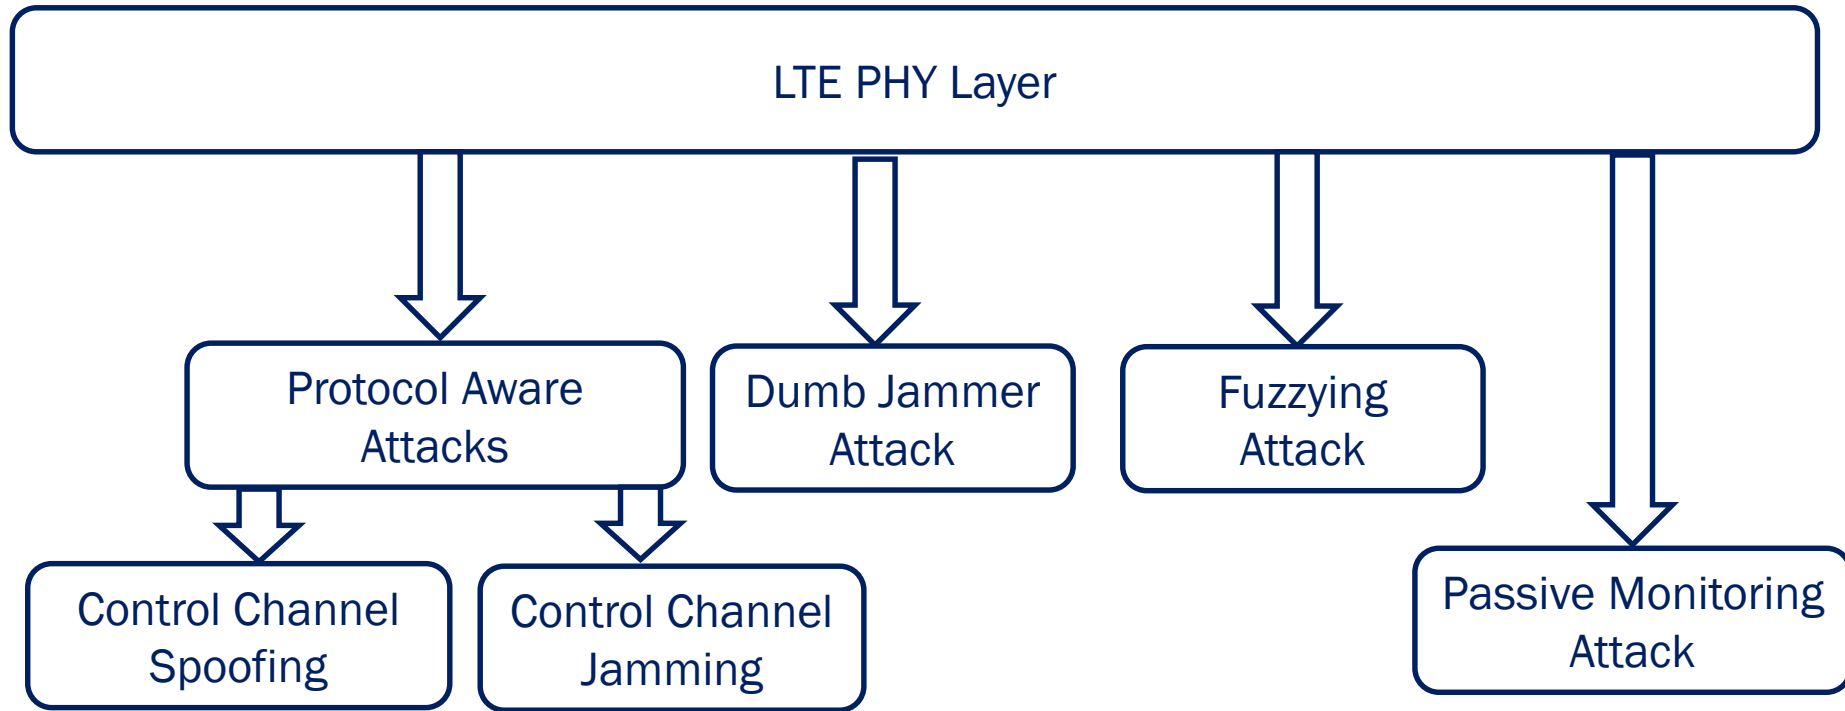 LTE PHY Layer
Protocol Aware
Attacks
Dumb Jammer
Attack
Fuzzying
Attack
Control Channel
Spoofing
Control Channel
Jamming
Passive Monitoring
Attack